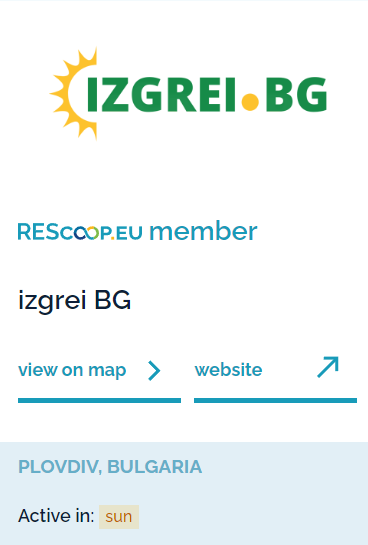 IZGREI.BG
RESCOOP.EU member
izgrei BG
view on map
website
PLOVDIV, BULGARIA
Active in: sun